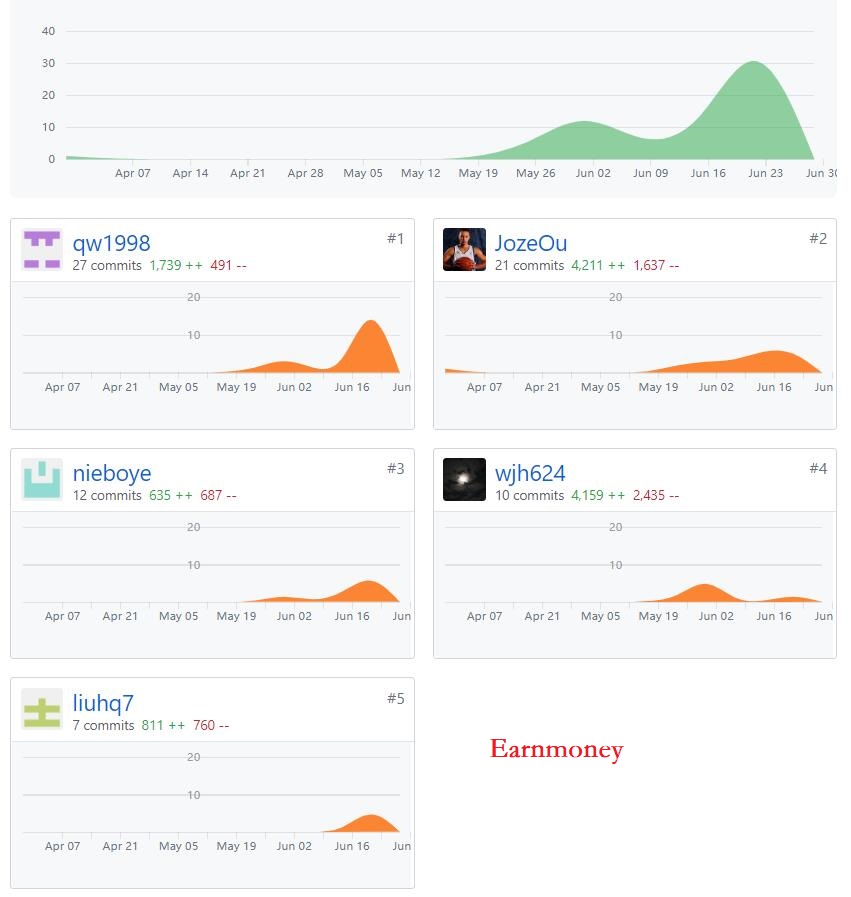 40
30
20
10
0
Apr 07 Apr 14 Apr 21 Apr 28 May 05 May 12 May 19 May 26 Jun 02 Jun 09 Jun 16 Jun 23 Jun 30
qw1998 #1
27 commits 1,739 ++ 491 --
20
10
Apr 07 Apr 21 May 05 May 19 Jun 02 Jun 16 Jun
JozeOu #2
21 commits 4,211 ++ 1,637 --
20
10
Apr 07 Apr 21 May 05 May 19 Jun 02 Jun 16 Jun
nieboye #3
12 commits 635 ++ 687 --
20
10
Apr 07 Apr 21 May 05 May 19 Jun 02 Jun 16 Jun
wjh624 #4
10 commits 4,159 ++ 2,435 --
20
10
Apr 07 Apr 21 May 05 May 19 Jun 02 Jun 16 Jun
liuhq7 #5
7 commits 811 ++ 760 --
20
10
Apr 07 Apr 21 May 05 May 19 Jun 02 Jun 16 Jun
Earnmoney